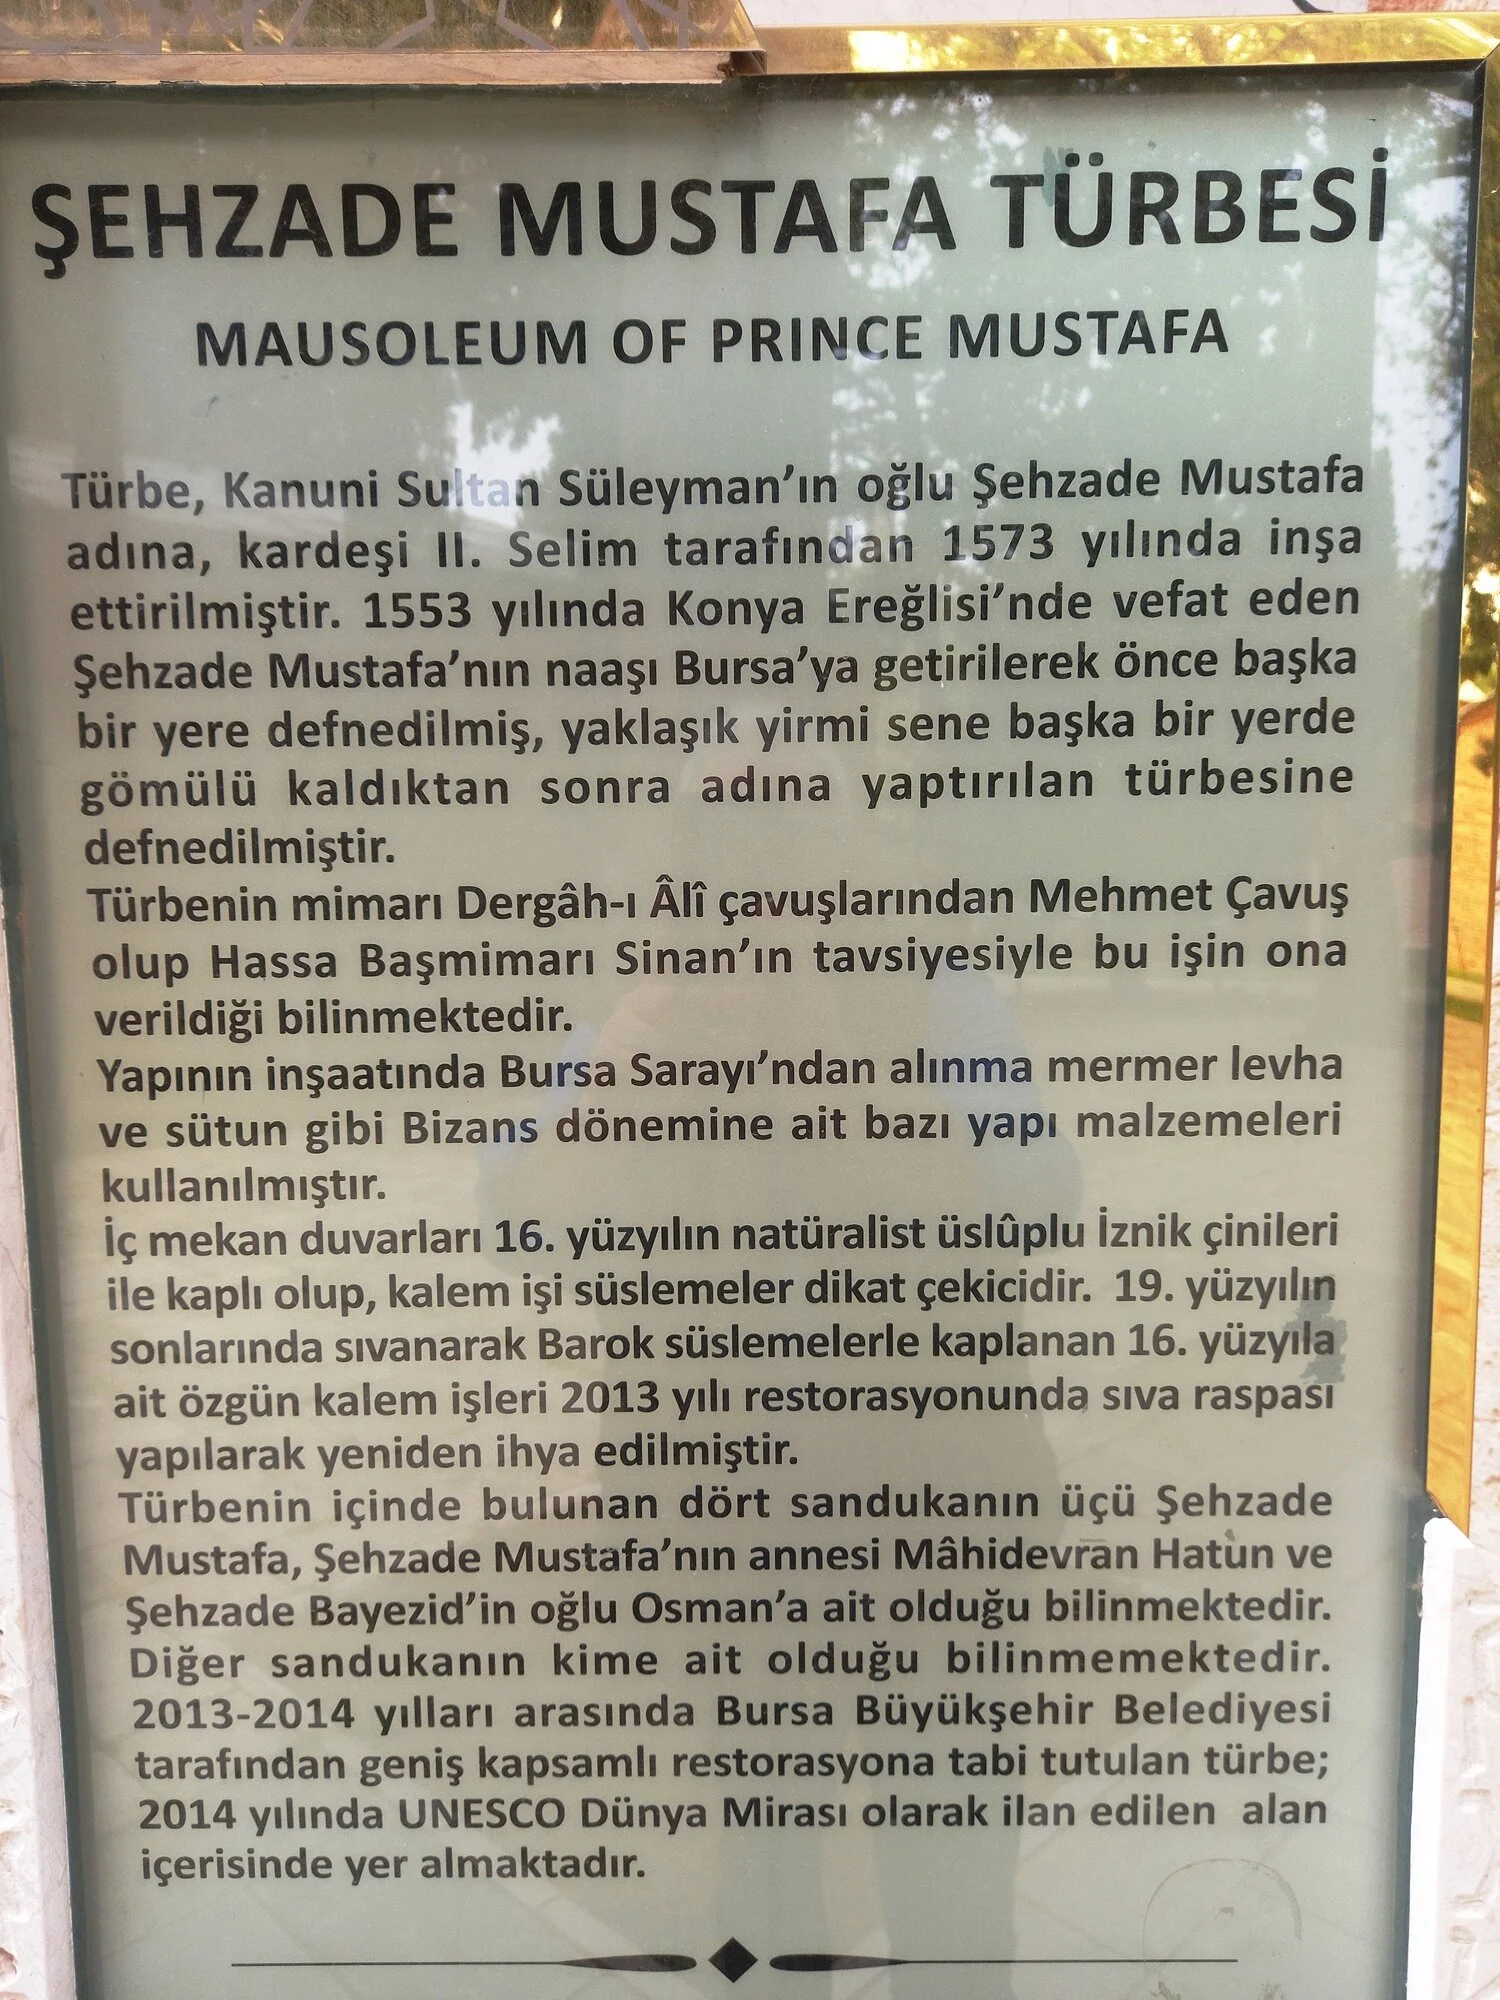 ŞEHZADE MUSTAFA TÜRBESİ
MAUSOLEUM OF PRINCE MUSTAFA
Türbe, Kanuni Sultan Süleyman’ın oğlu Şehzade Mustafa
adına, kardeşi II. Selim tarafından 1573 yılında inşa
ettirilmiştir. 1553 yılında Konya Ereğlisi’nde vefat eden
Şehzade Mustafa’nın naaşı Bursa’ya getirilerek önce başka
bir yere defnedilmiş, yaklaşık yirmi sene başka bir yerde
gömülü kaldıktan sonra adına yaptırılan türbesine
defnedilmiştir.
Türbenin mimarı Dergâh-ı Âlî çavuşlarından Mehmet Çavuş
olup Hassa Başmimarı Sinan’ın tavsiyesiyle bu işin ona
verildiği bilinmektedir.
Yapının inşaatında Bursa Sarayı’ndan alınma mermer levha
ve sütun gibi Bizans dönemine ait bazı yapı malzemeleri
kullanılmıştır.
İç mekan duvarları 16. yüzyılın natüralist üslûplu İznik çinileri
ile kaplı olup, kalem işi süslemeler dikat çekicidir. 19. yüzyılın
sonlarında sıvanarak Barok süslemelerle kaplanan 16. yüzyıla
ait özgün kalem işleri 2013 yılı restorasyonunda sıva raspası
yapılarak yeniden ihya edilmiştir.
Türbenin içinde bulunan dört sandukanın üçü Şehzade
Mustafa, Şehzade Mustafa’nın annesi Mâhidevran Hatun ve
Şehzade Bayezid’in oğlu Osman’a ait olduğu bilinmektedir.
Diğer sandukanın kime ait olduğu bilinmemektedir.
2013-2014 yılları arasında Bursa Büyükşehir Belediyesi
tarafından geniş kapsamlı restorasyona tabi tutulan türbe;
2014 yılında UNESCO Dünya Mirası olarak ilan edilen alan
içerisinde yer almaktadır.